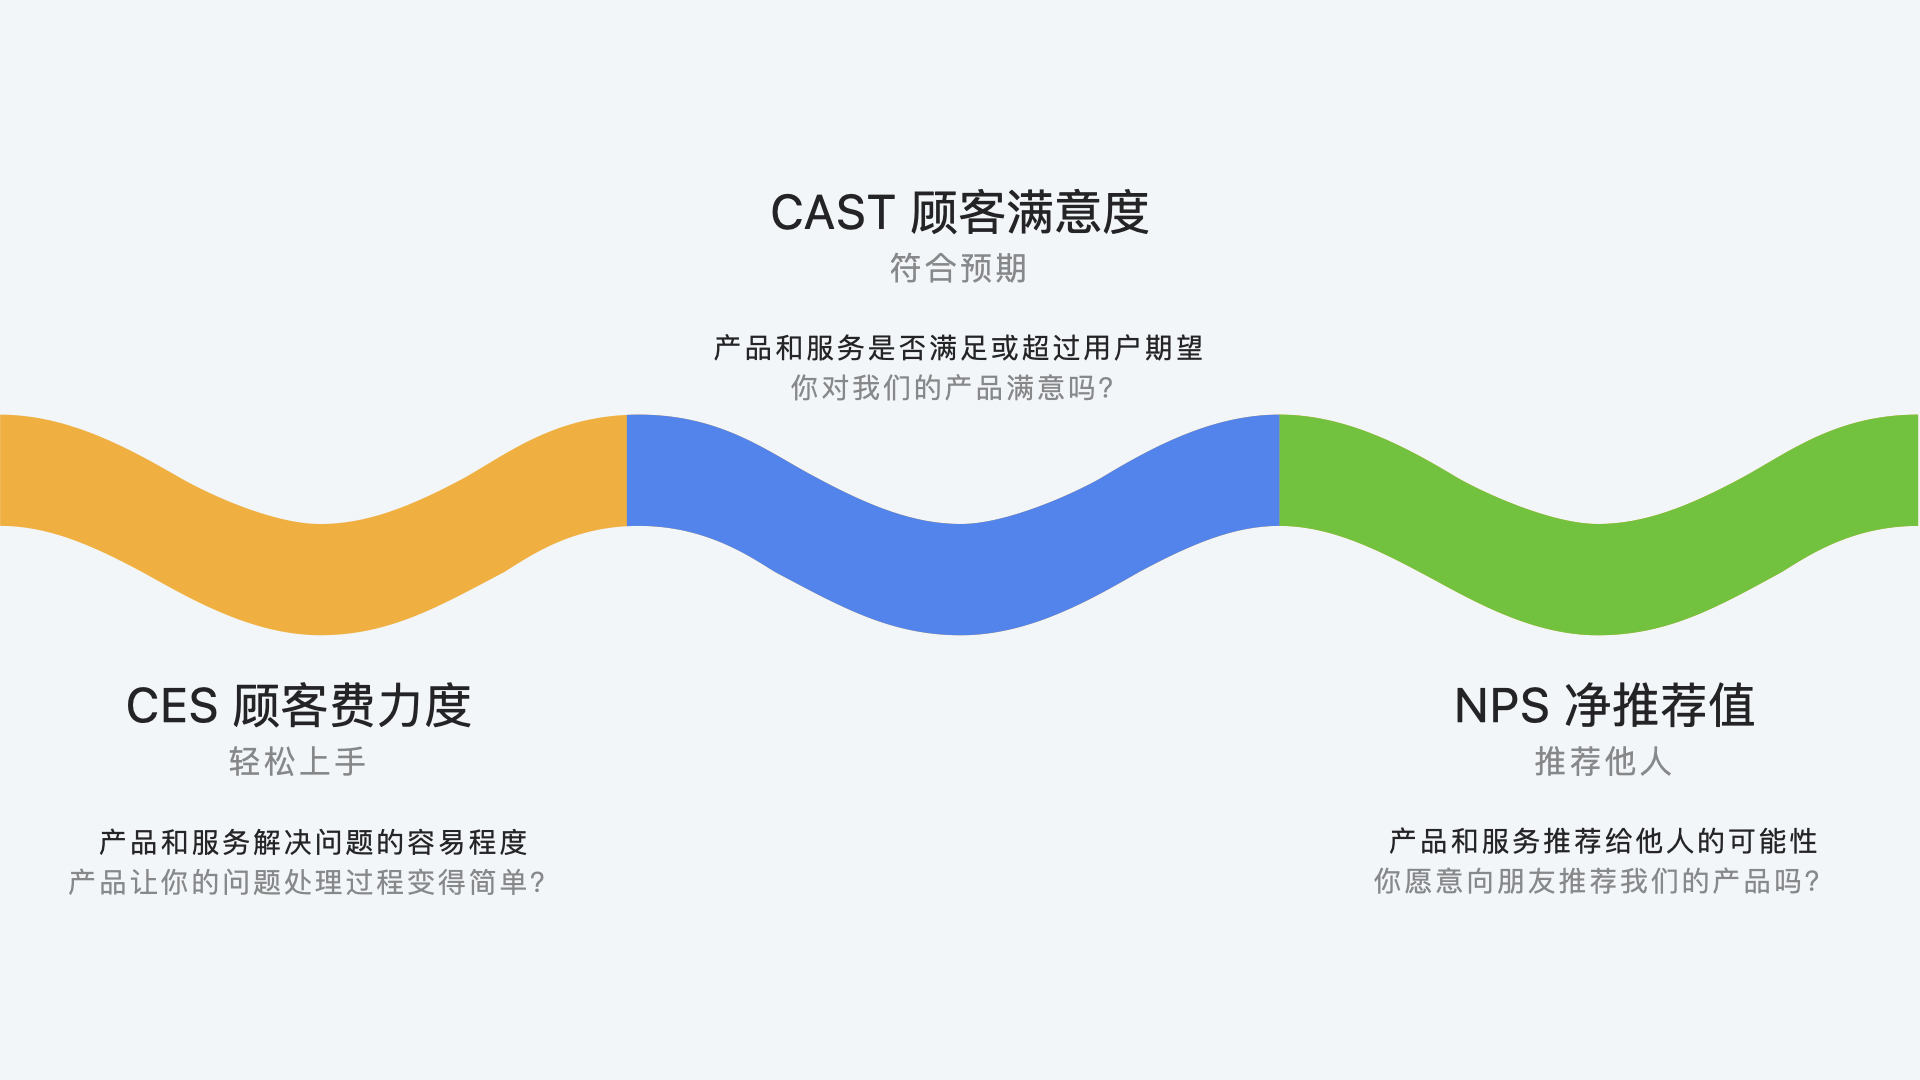 CAST 顾客满意度
符合预期
产品和服务是否满足或超过用户期望
你对我们的产品满意吗?
CES 顾客费力度
轻松上手
产品和服务解决问题的容易程度
产品让你的问题处理过程变得简单?
NPS 净推荐值
推荐他人
产品和服务推荐给他人的可能性
你愿意向朋友推荐我们的产品吗?